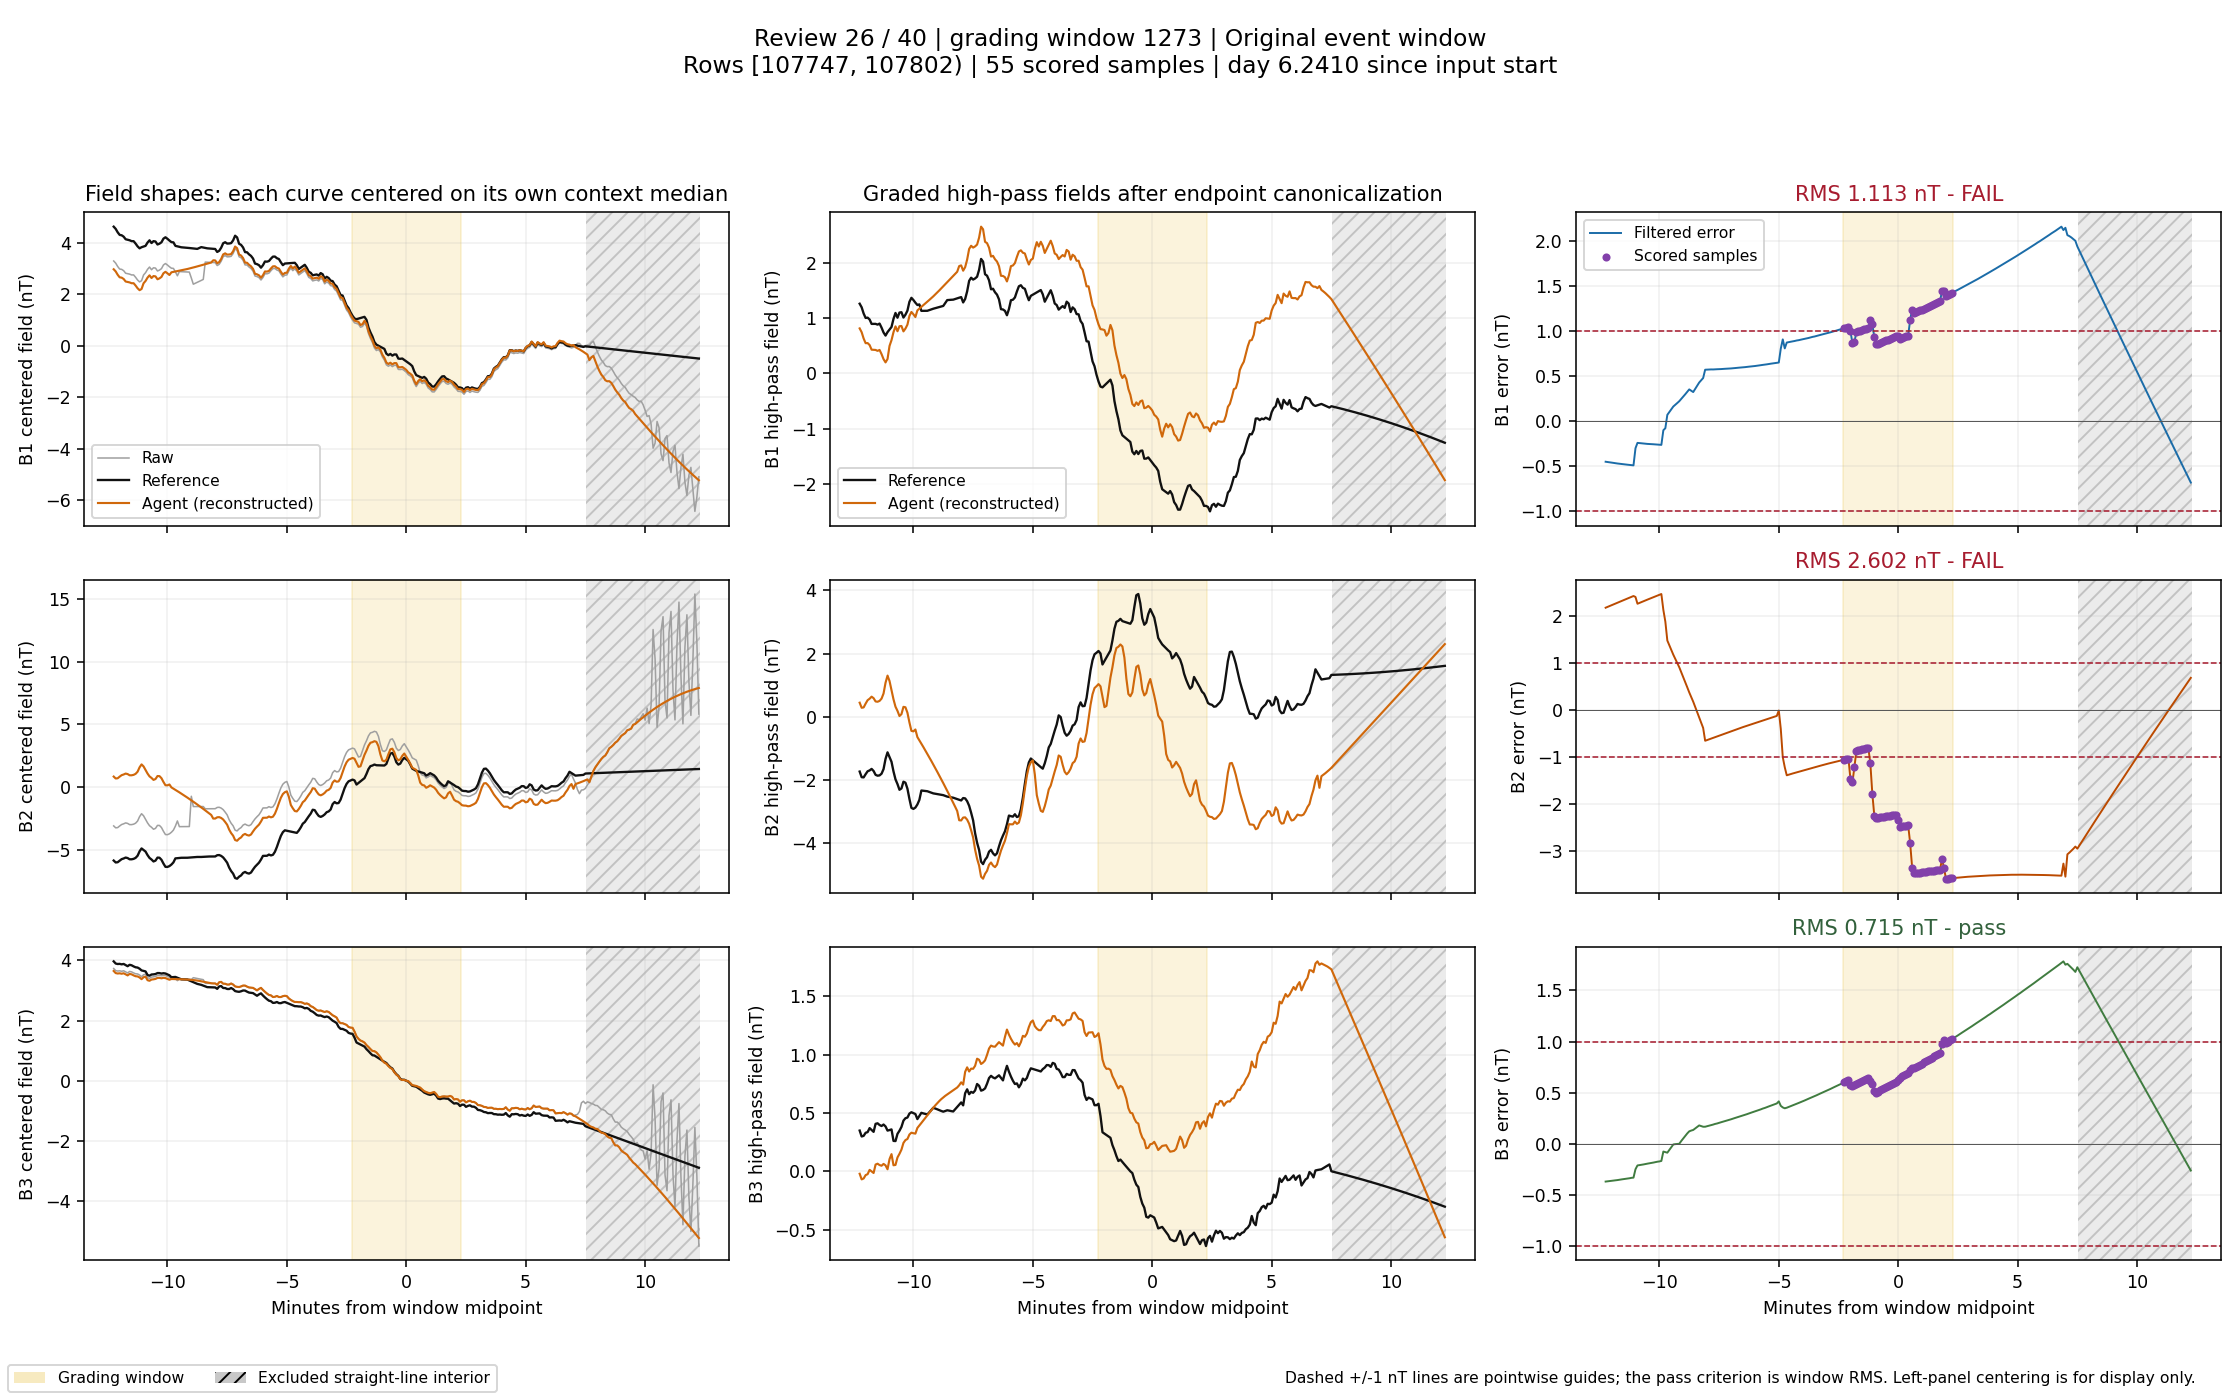 Review 26 / 40 | grading window 1273 | Original event window
Rows [107747, 107802) | 55 scored samples | day 6.2410 since input start
Field shapes: each curve centered on its own context median
Graded high-pass fields after endpoint canonicalization
RMS 1.113 nT - FAIL
B1 centered field (nT)
4
2
0
−2
−4
−6
Raw
Reference
Agent (reconstructed)
B1 high-pass field (nT)
2
1
0
−1
−2
Reference
Agent (reconstructed)
B1 error (nT)
2.0
1.5
1.0
0.5
0.0
−0.5
−1.0
Filtered error
Scored samples
RMS 2.602 nT - FAIL
B2 centered field (nT)
15
10
5
0
−5
B2 high-pass field (nT)
4
2
0
−2
−4
B2 error (nT)
2
1
0
−1
−2
−3
RMS 0.715 nT - pass
B3 centered field (nT)
4
2
0
−2
−4
−10
−5
0
5
10
Minutes from window midpoint
B3 high-pass field (nT)
1.5
1.0
0.5
0.0
−0.5
−10
−5
0
5
10
Minutes from window midpoint
B3 error (nT)
1.5
1.0
0.5
0.0
−0.5
−1.0
−10
−5
0
5
10
Minutes from window midpoint
Grading window
Excluded straight-line interior
Dashed +/-1 nT lines are pointwise guides; the pass criterion is window RMS. Left-panel centering is for display only.